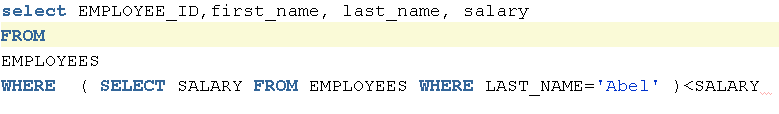 select EMPLOYEE_ID,first_name, last_name, salary
FROM
EMPLOYEES
WHERE  ( SELECT SALARY FROM EMPLOYEES WHERE LAST_NAME='Abel' )<SALARY